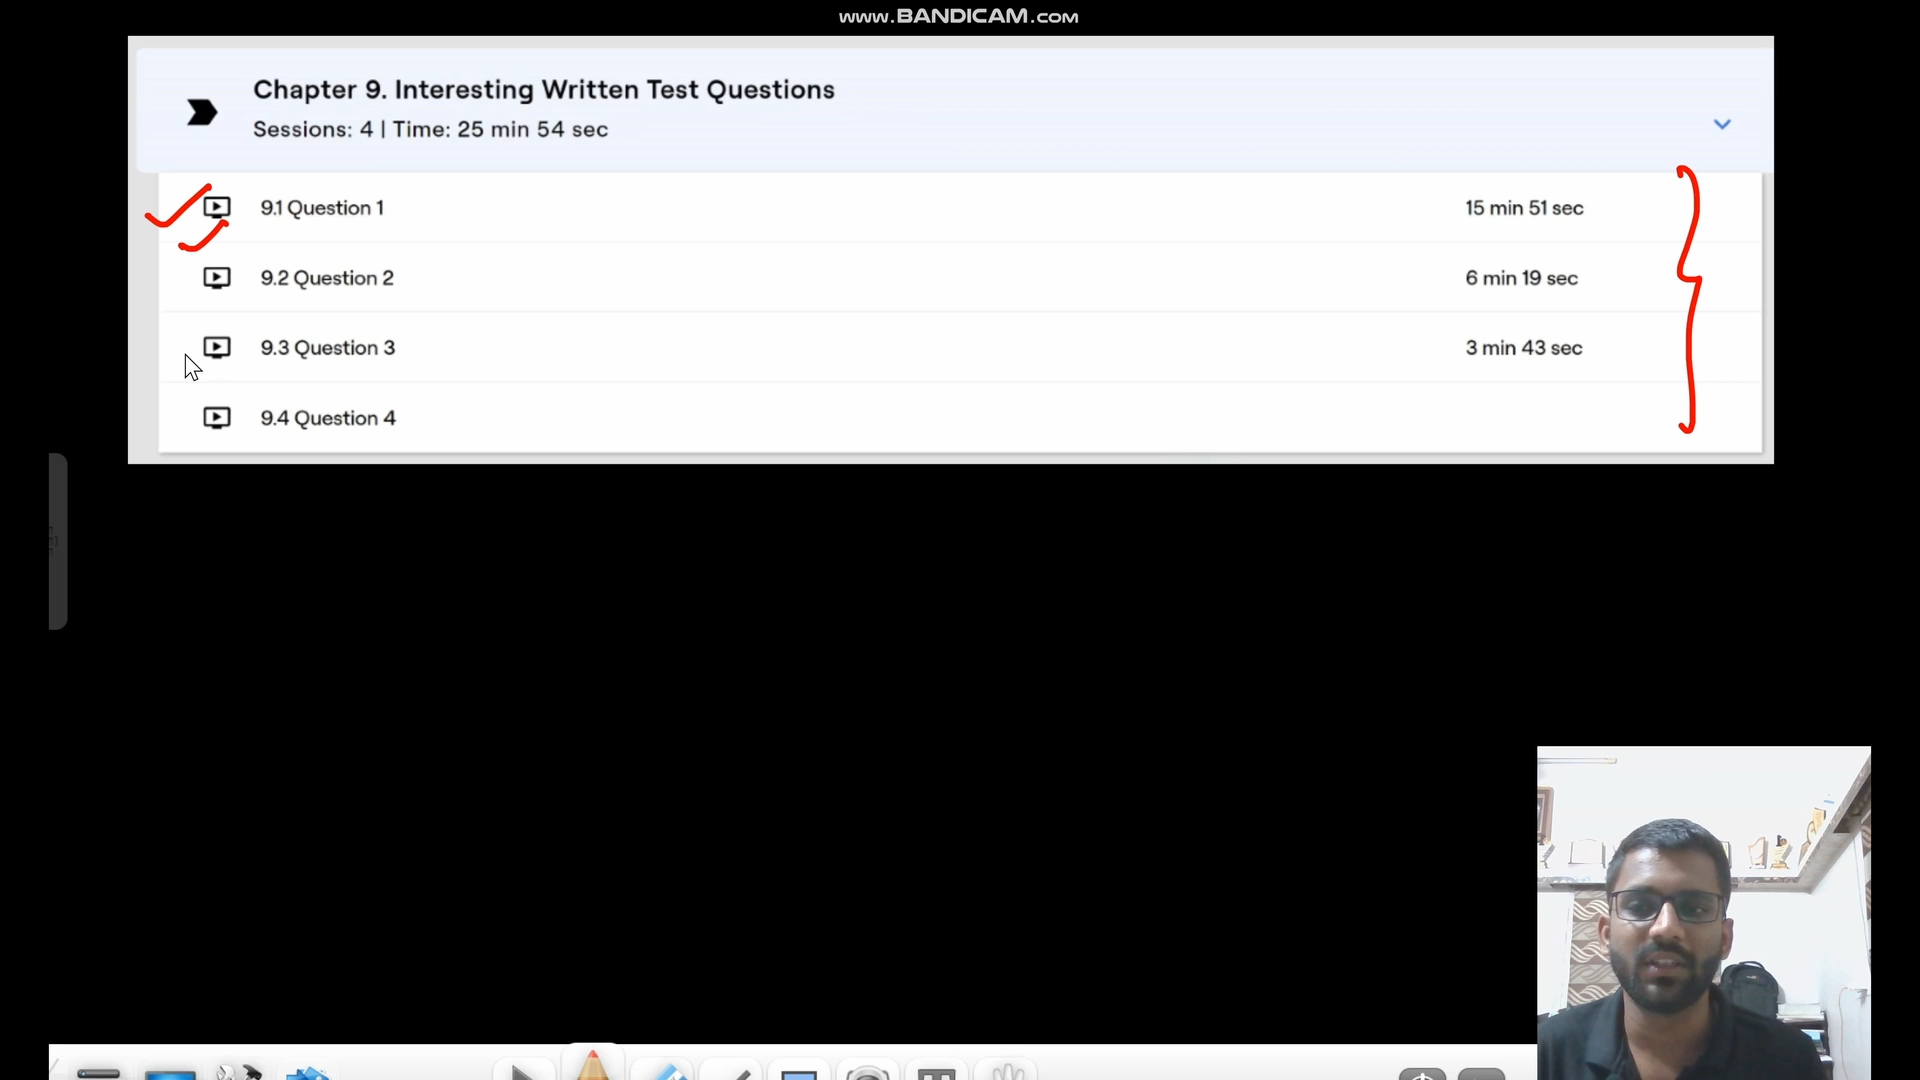 www.BANDICAM.com
Chapter 9. Interesting Written Test Questions
Sessions: 4 | Time: 25 min 54 sec
9.1 Question 1 15 min 51 sec
9.2 Question 2 6 min 19 sec
9.3 Question 3 3 min 43 sec
9.4 Question 4